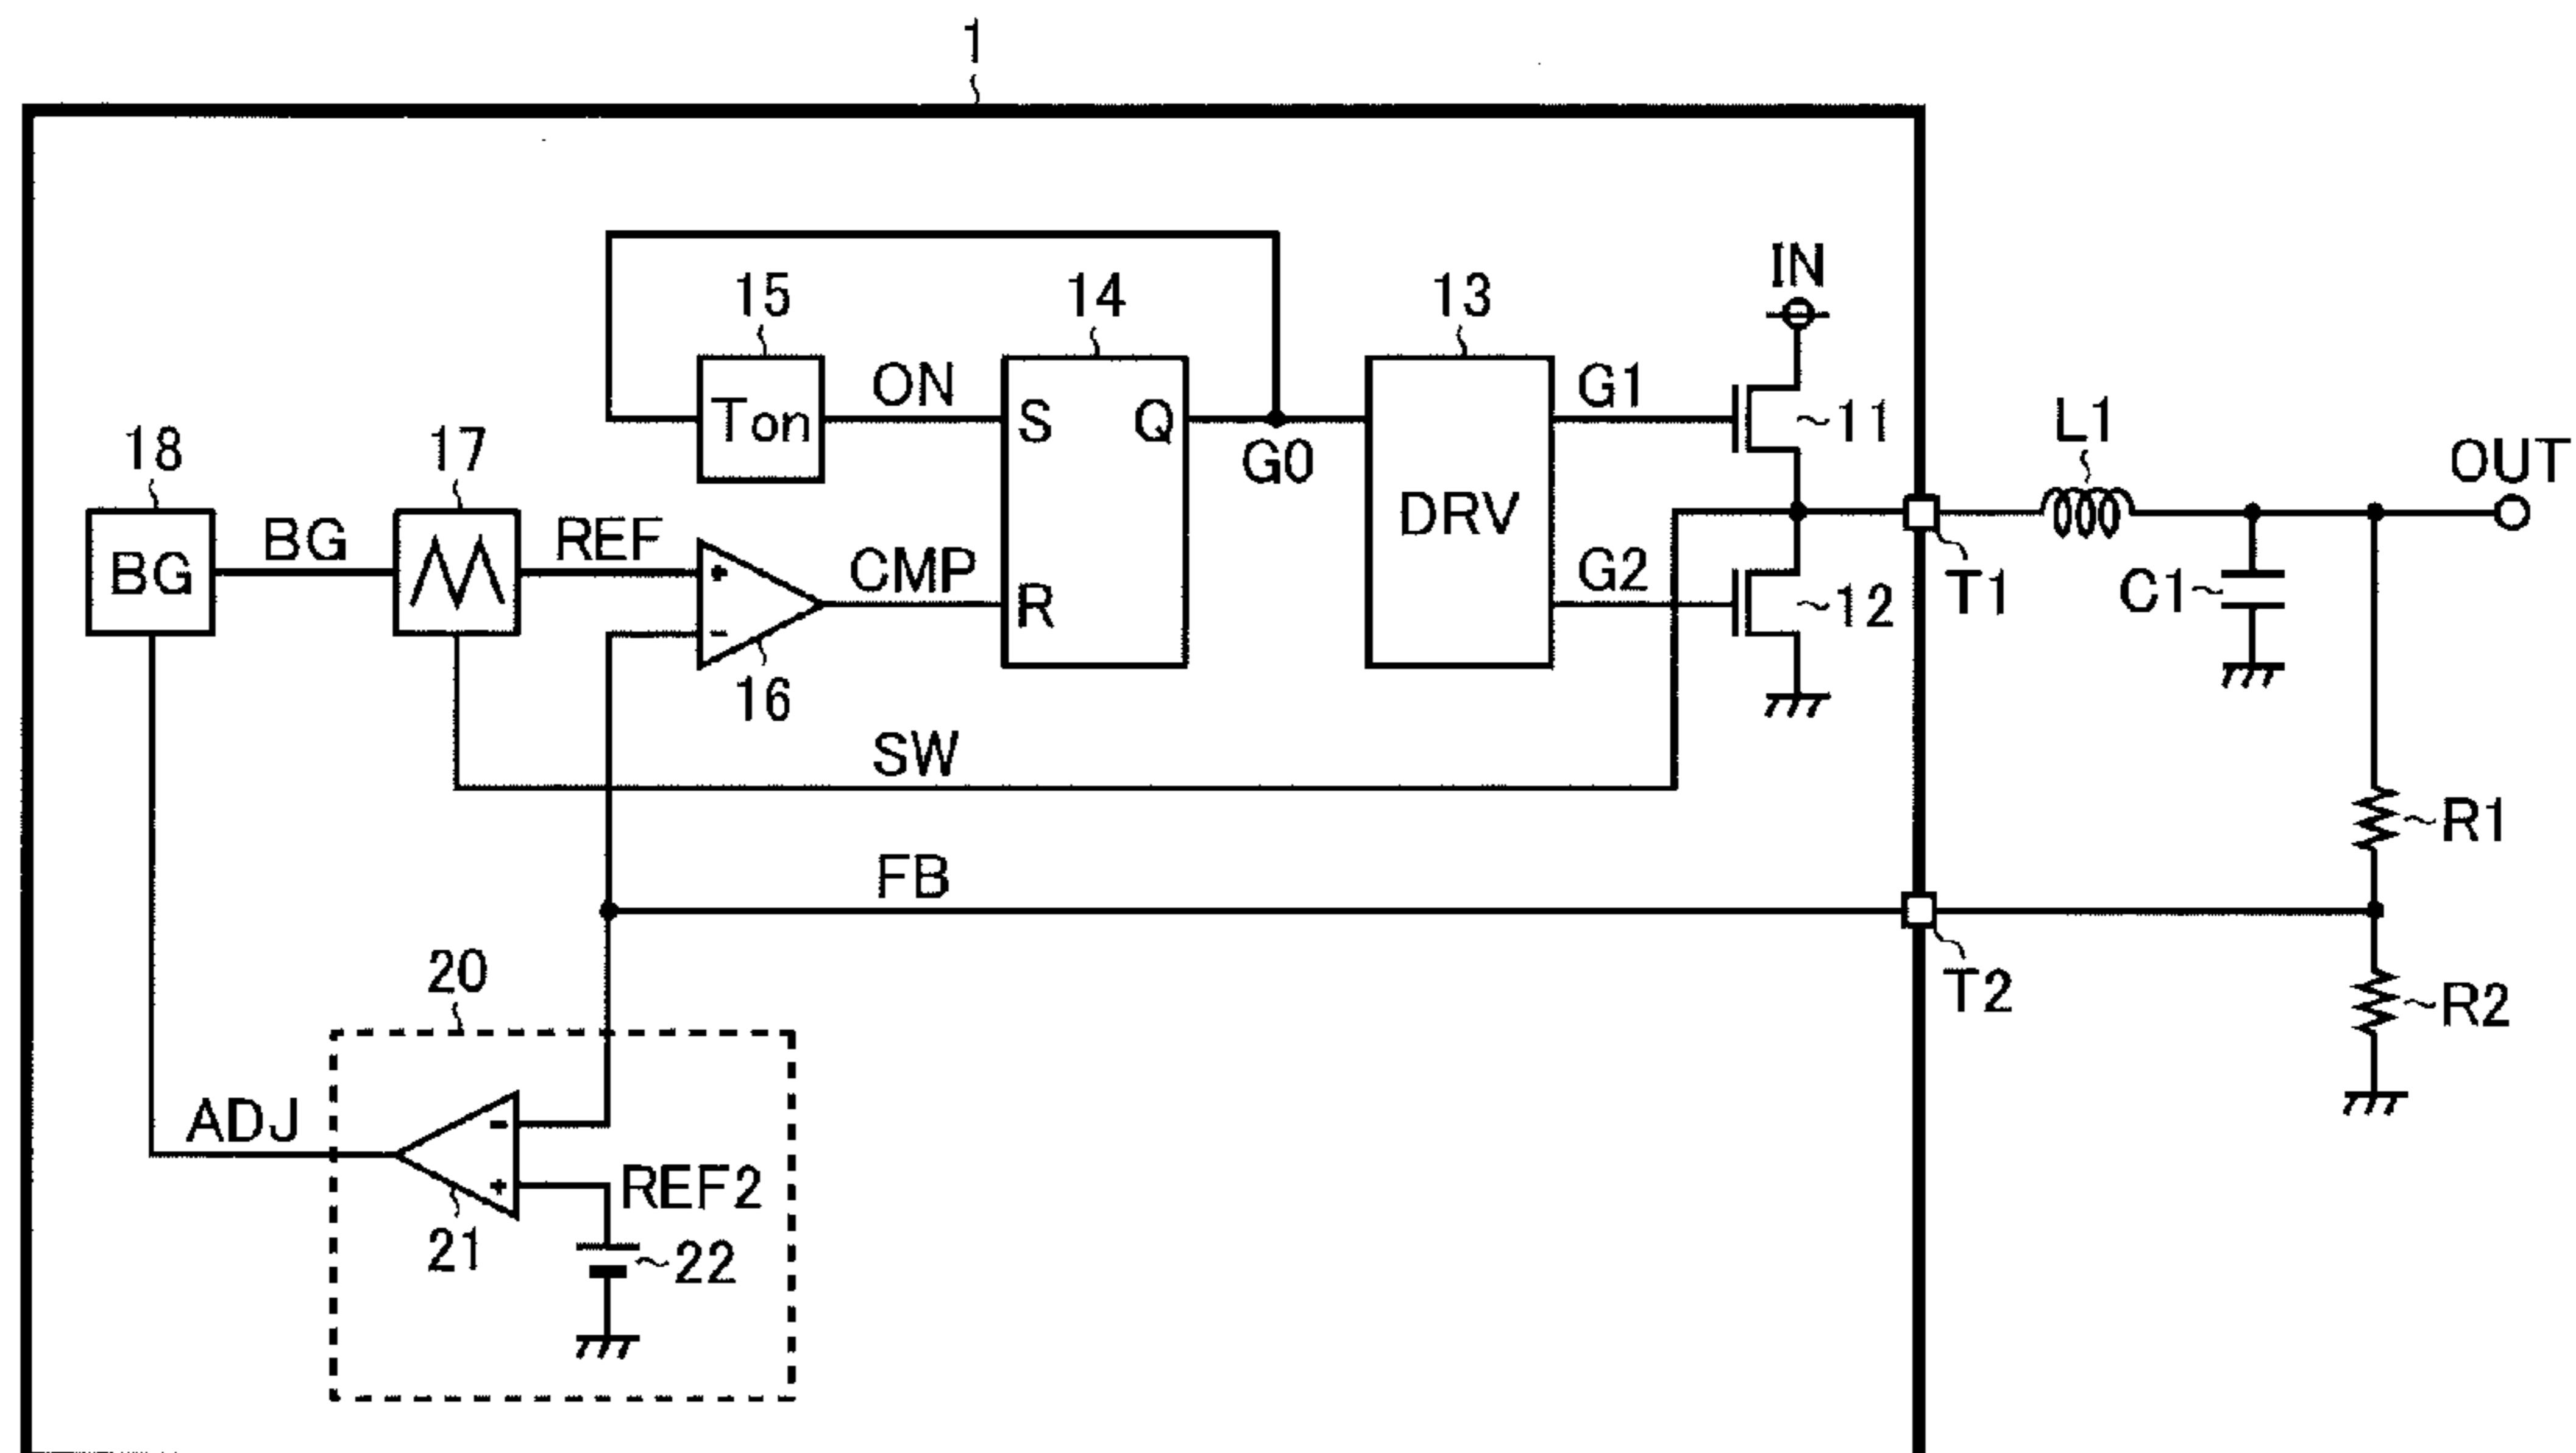 1
IN
15
14
13
G1
11
ON
Ton
S
Q
G0
L1
OUT
18
17
BG
BG
REF
+
-
CMP
R
DRV
G2
12
T1
C1
16
SW
R1
FB
T2
R2
20
ADJ
-
+
REF2
21
22